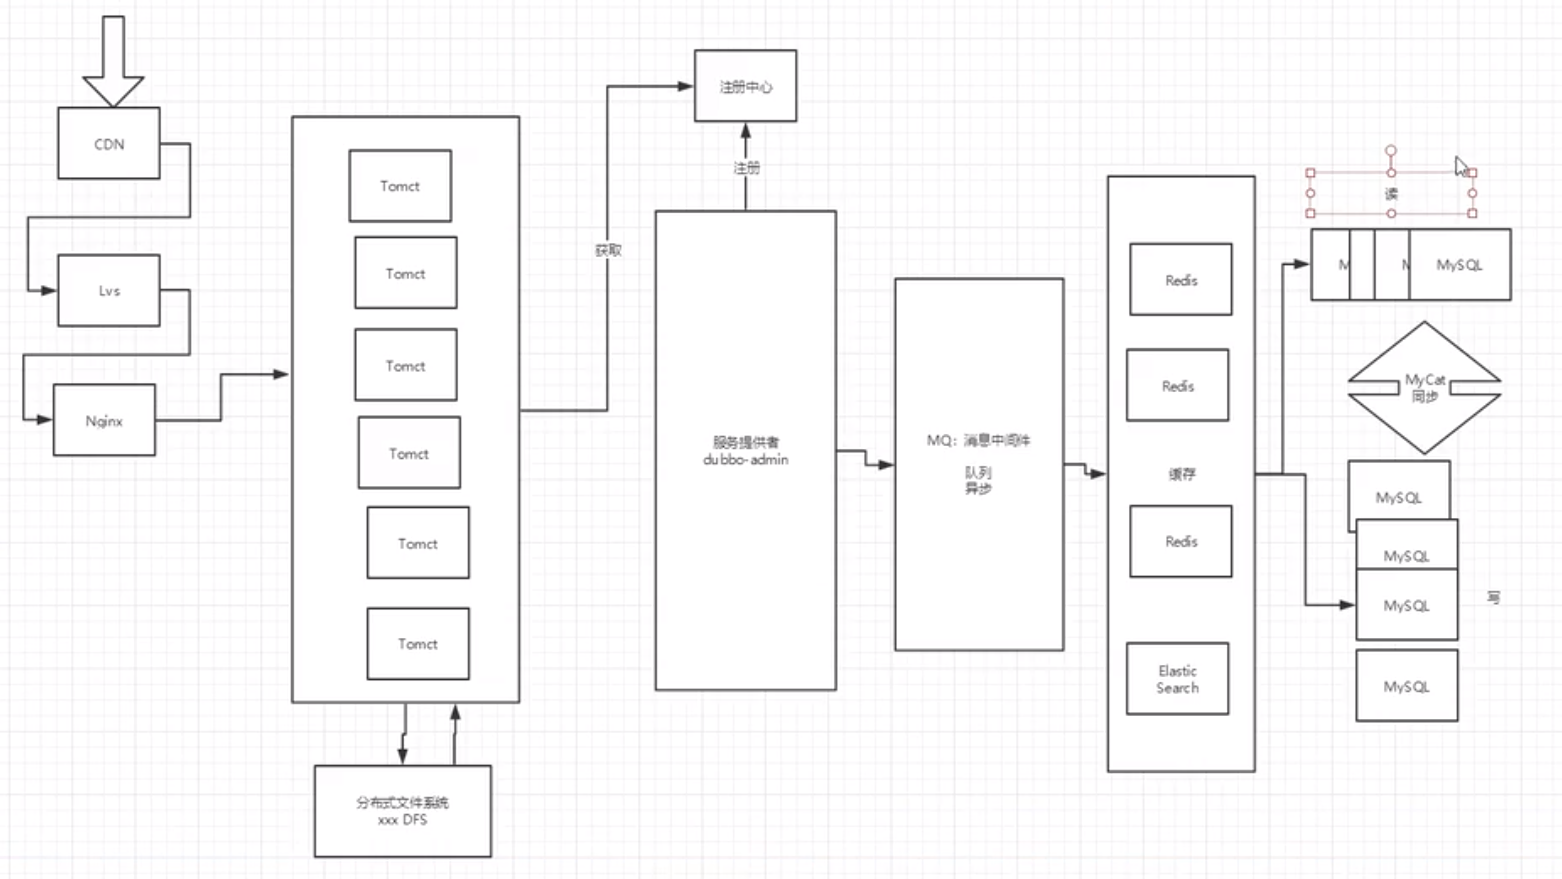 CDN
Lvs
Nginx
Tomct
Tomct
Tomct
Tomct
Tomct
Tomct
分布式文件系统
xxx DFS
获取
注册中心
注册
服务提供者
dubbo-admin
MQ：消息中间件
队列
异步
Redis
Redis
缓存
Redis
Elastic
Search
读
M
M
MySQL
MyCat
同步
MySQL
MySQL
MySQL
写
MySQL